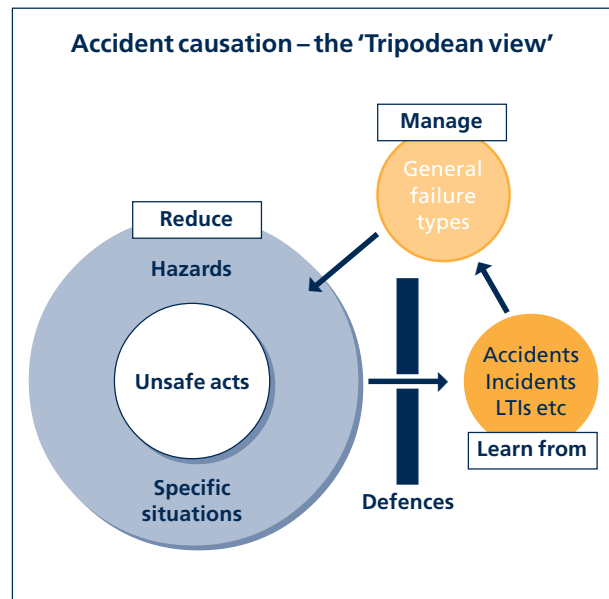 Accident causation – the ‘Tripodean view’
Manage
General
failure
types
Reduce
Hazards
Unsafe acts
Specific
situations
Defences
Accidents
Incidents
LTIs etc
Learn from